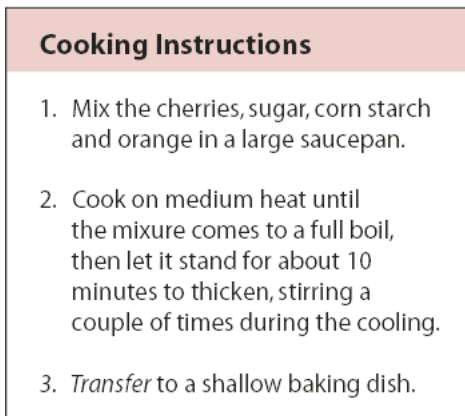 Cooking Instructions
1. Mix the cherries, sugar, corn starch
and orange in a large saucepan.
2. Cook on medium heat until
the mixure comes to a full boil,
then let it stand for about 10
minutes to thicken, stirring a
couple of times during the cooling.
3. Transfer to a shallow baking dish.